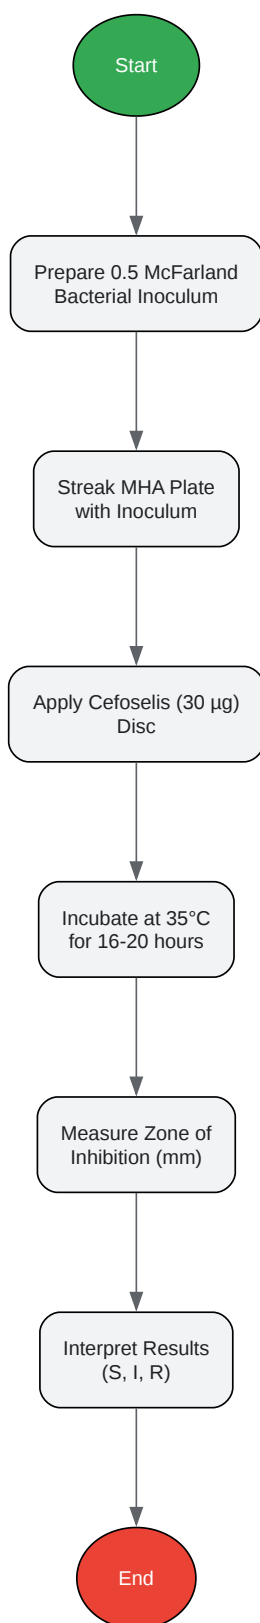 Start
Prepare 0.5 McFarland
Bacterial Inoculum
Streak MHA Plate
with Inoculum
Apply Cefoselis (30 µg)
Disc
Incubate at 35°C
for 16-20 hours
Measure Zone of
Inhibition (mm)
Interpret Results
(S, I, R)
End